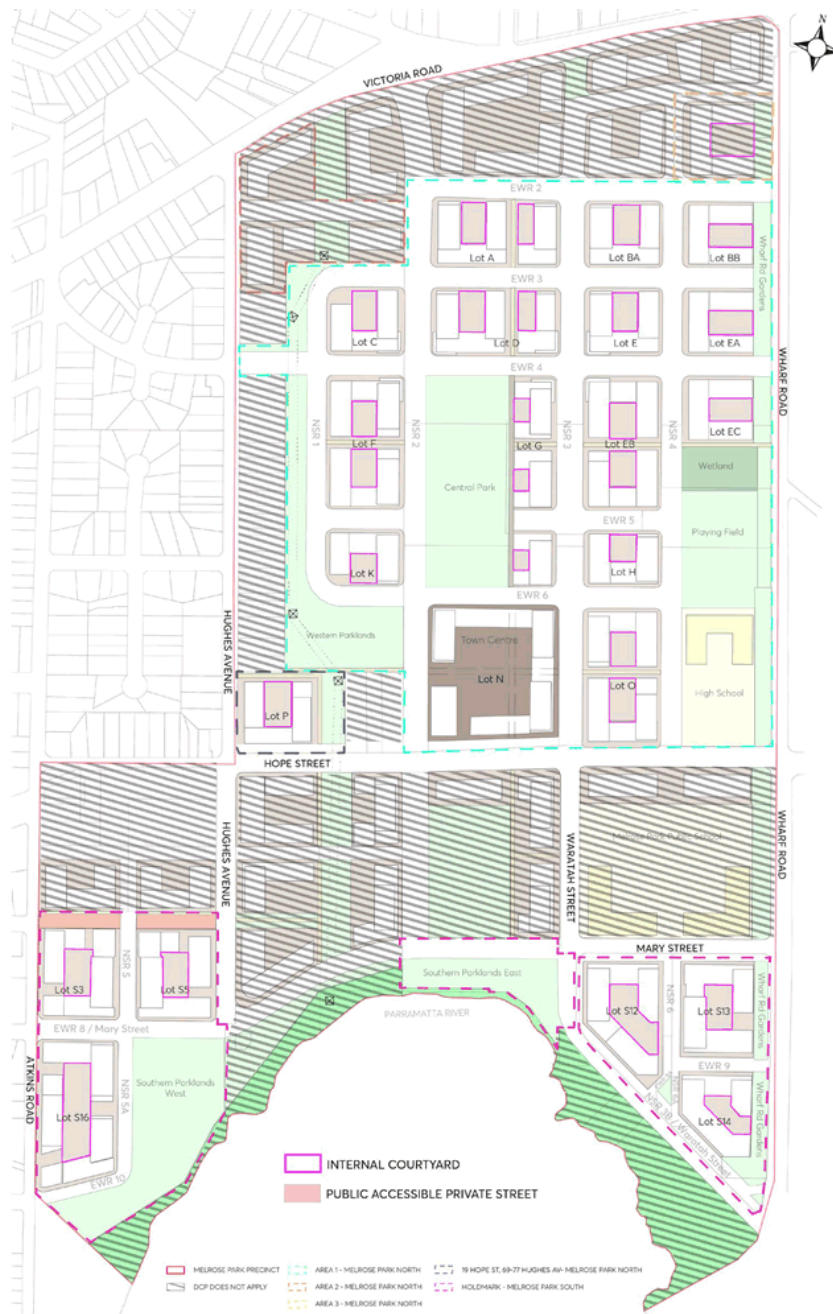 N
VICTORIA ROAD
EWR 2
Lot A
Lot BA
Lot BB
Wharf Rd Gardens
EWR 3
Lot C
Lot D
Lot E
Lot EA
WHARF ROAD
EWR 4
NSR 1
NSR 2
Lot F
Lot G
NSR 3
Lot EB
NSR 4
Lot EC
Central Park
Wetland
EWR 5
Playing Field
Lot K
Lot H
EWR 6
HUGHES AVENUE
Western Parklands
Town Centre
Lot N
Lot O
High School
Lot P
HOPE STREET
HUGHES AVENUE
WARATAH STREET
Melrose Park Public School
WHARF ROAD
MARY STREET
NSR 5
Lot S3
Lot S5
Southern Parklands East
Lot S12
NSR 6
Lot S13
Wharf Rd Gardens
PARRAMATTA RIVER
EWR 8 / Mary Street
EWR 9
ATKINS ROAD
NSR 5A
Southern Parklands
West
Lot S16
NSR 3B / Waratah Street
Lot S14
Wharf Rd Gardens
EWR 10
INTERNAL COURTYARD
PUBLIC ACCESSIBLE PRIVATE STREET
MELROSE PARK PRECINCT
AREA 1 - MELROSE PARK NORTH
19 HOPE ST, 69-77 HUGHES AV- MELROSE PARK NORTH
DCP DOES NOT APPLY
AREA 2 - MELROSE PARK NORTH
HOLDMARK - MELROSE PARK SOUTH
AREA 3 - MELROSE PARK NORTH